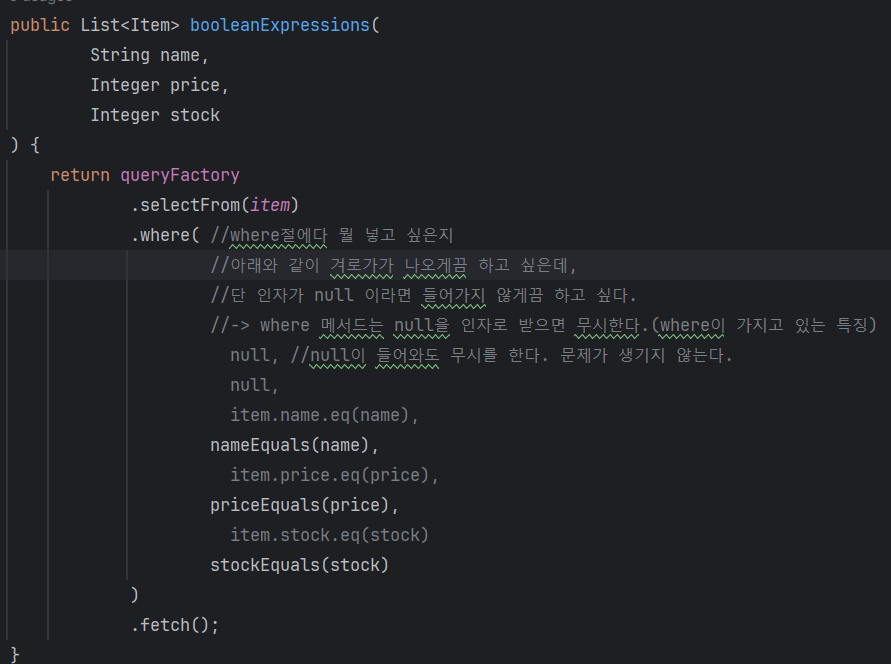 public List<Item> booleanExpressions(
String name,
Integer price,
Integer stock
) {
return queryFactory
.selectFrom(item)
.where( //where절에다 뭘 넣고 싶은지
//아래와 같이 겨로가가 나오게끔 하고 싶은데,
//단 인자가 null 이라면 들어가지 않게끔 하고 싶다.
//-> where 메서드는 null을 인자로 받으면 무시한다.(where이 가지고 있는 특징)
null, //null이 들어와도 무시를 한다. 문제가 생기지 않는다.
null,
item.name.eq(name),
nameEquals(name),
item.price.eq(price),
priceEquals(price),
item.stock.eq(stock)
stockEquals(stock)
)
.fetch();
}